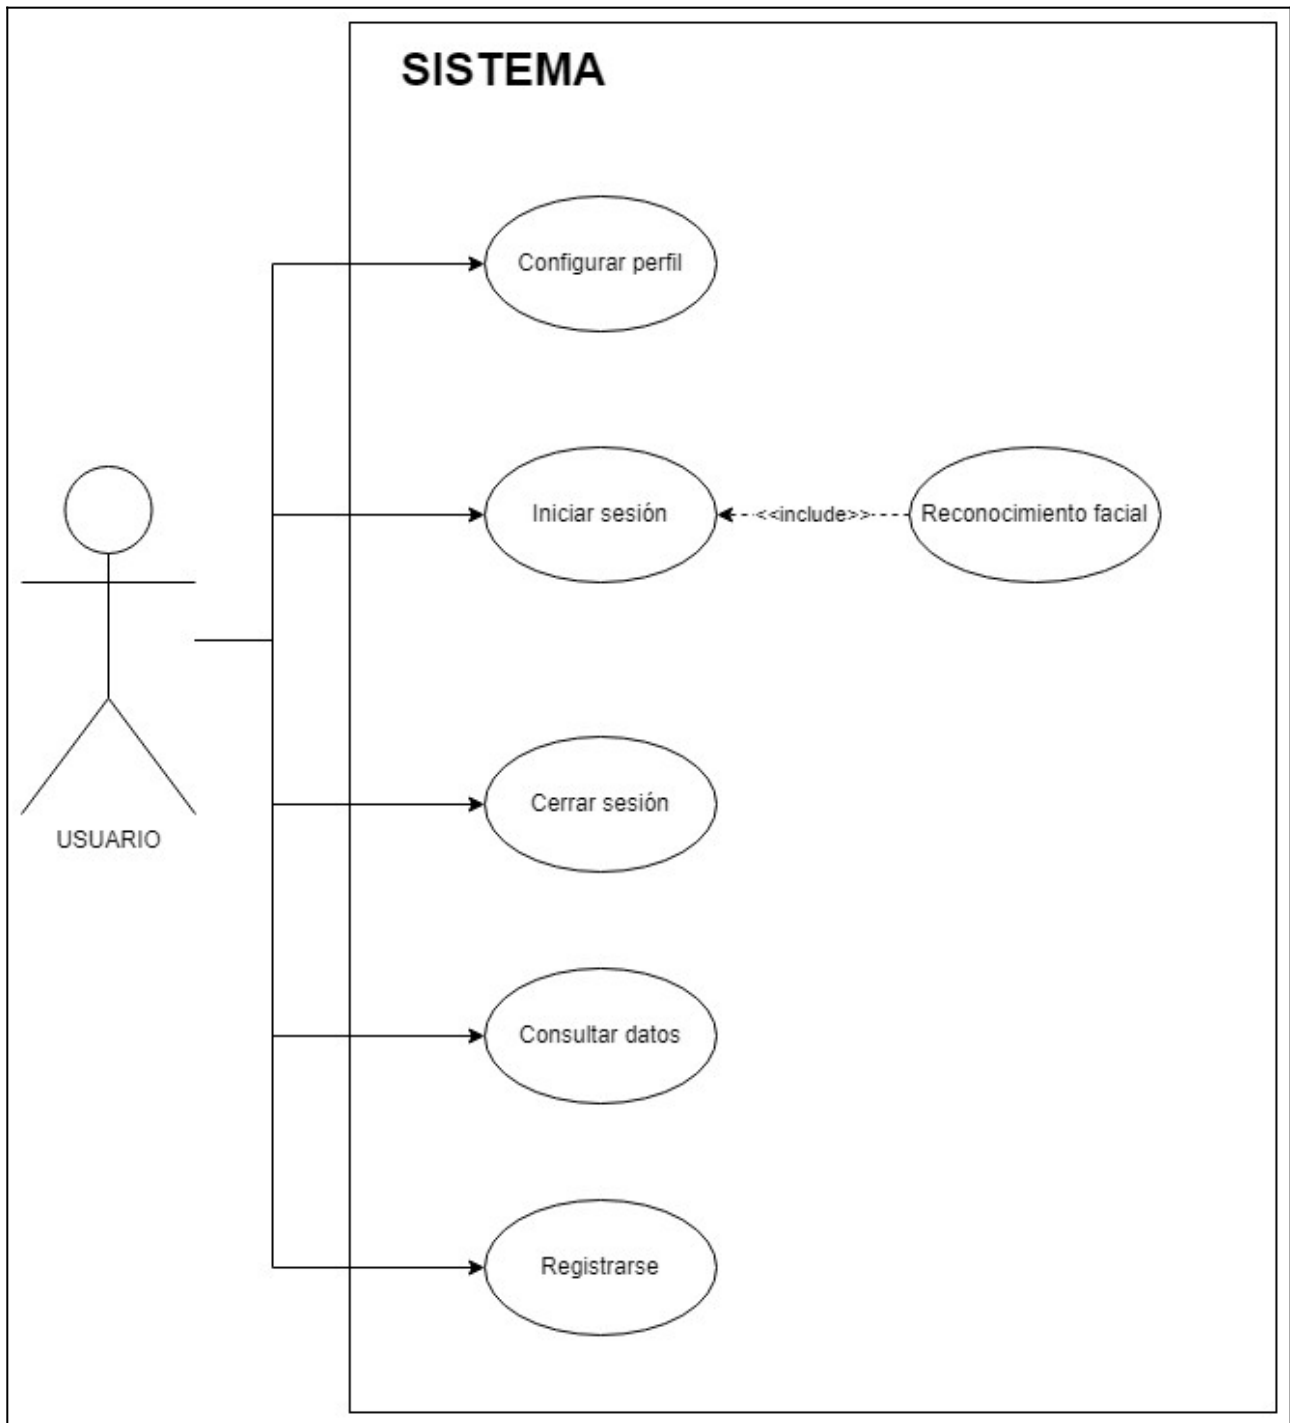 SISTEMA
Configurar perfil
Iniciar sesión
<<include>>
Reconocimiento facial
USUARIO
Cerrar sesión
Consultar datos
Registrarse